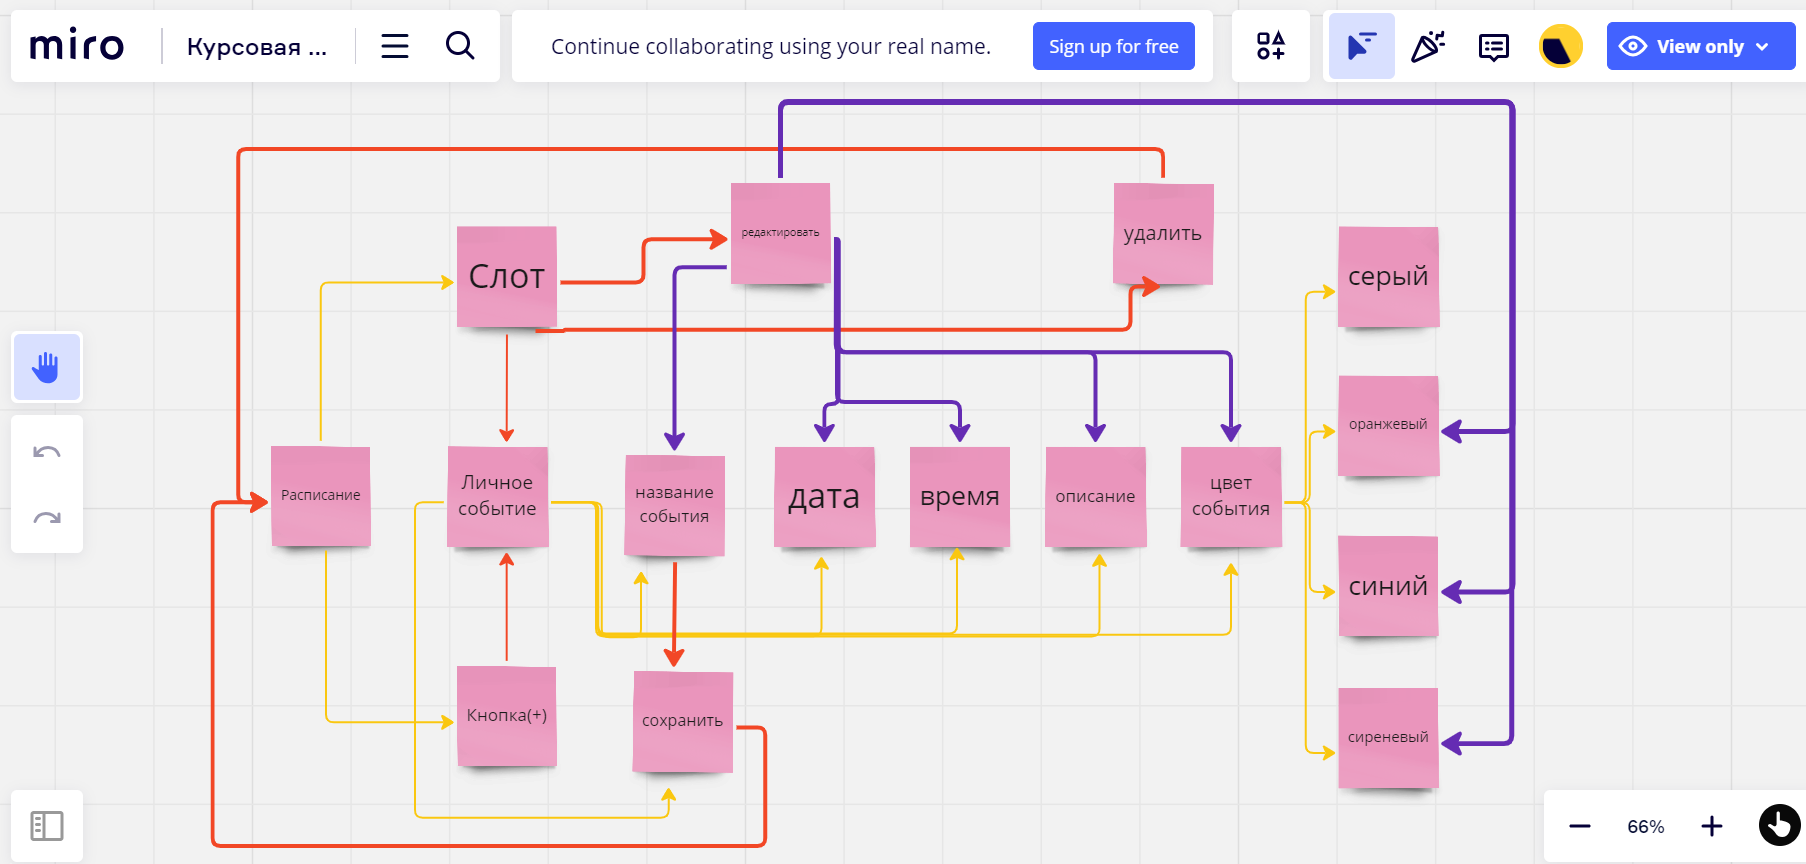 miro
Курсовая ...
Continue collaborating using your real name.
Sign up for free
View only
редактировать
удалить
Слот
серый
оранжевый
Расписание
Личное
событие
название
события
дата
время
описание
цвет
события
синий
Кнопка(+)
сохранить
сиреневый
66%